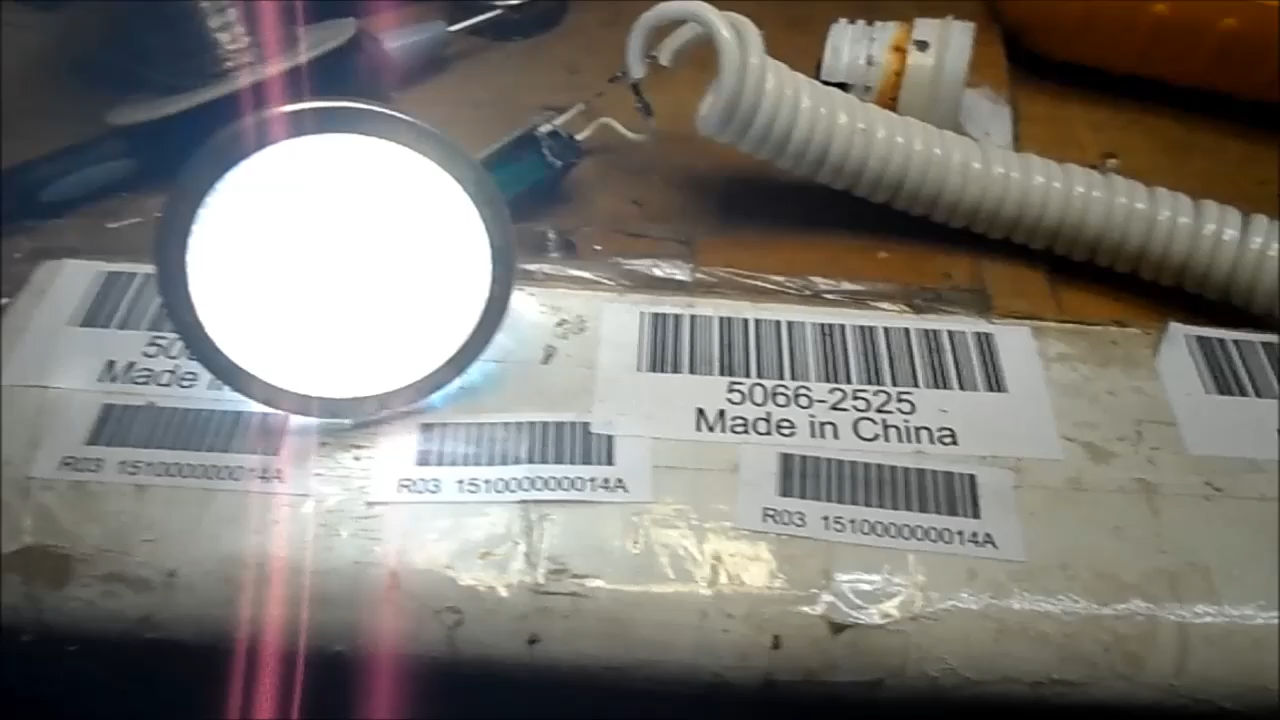 5066-2525
Made in China
Made
R03 151000000014A
R03 151000000014A
R03 151000000014A